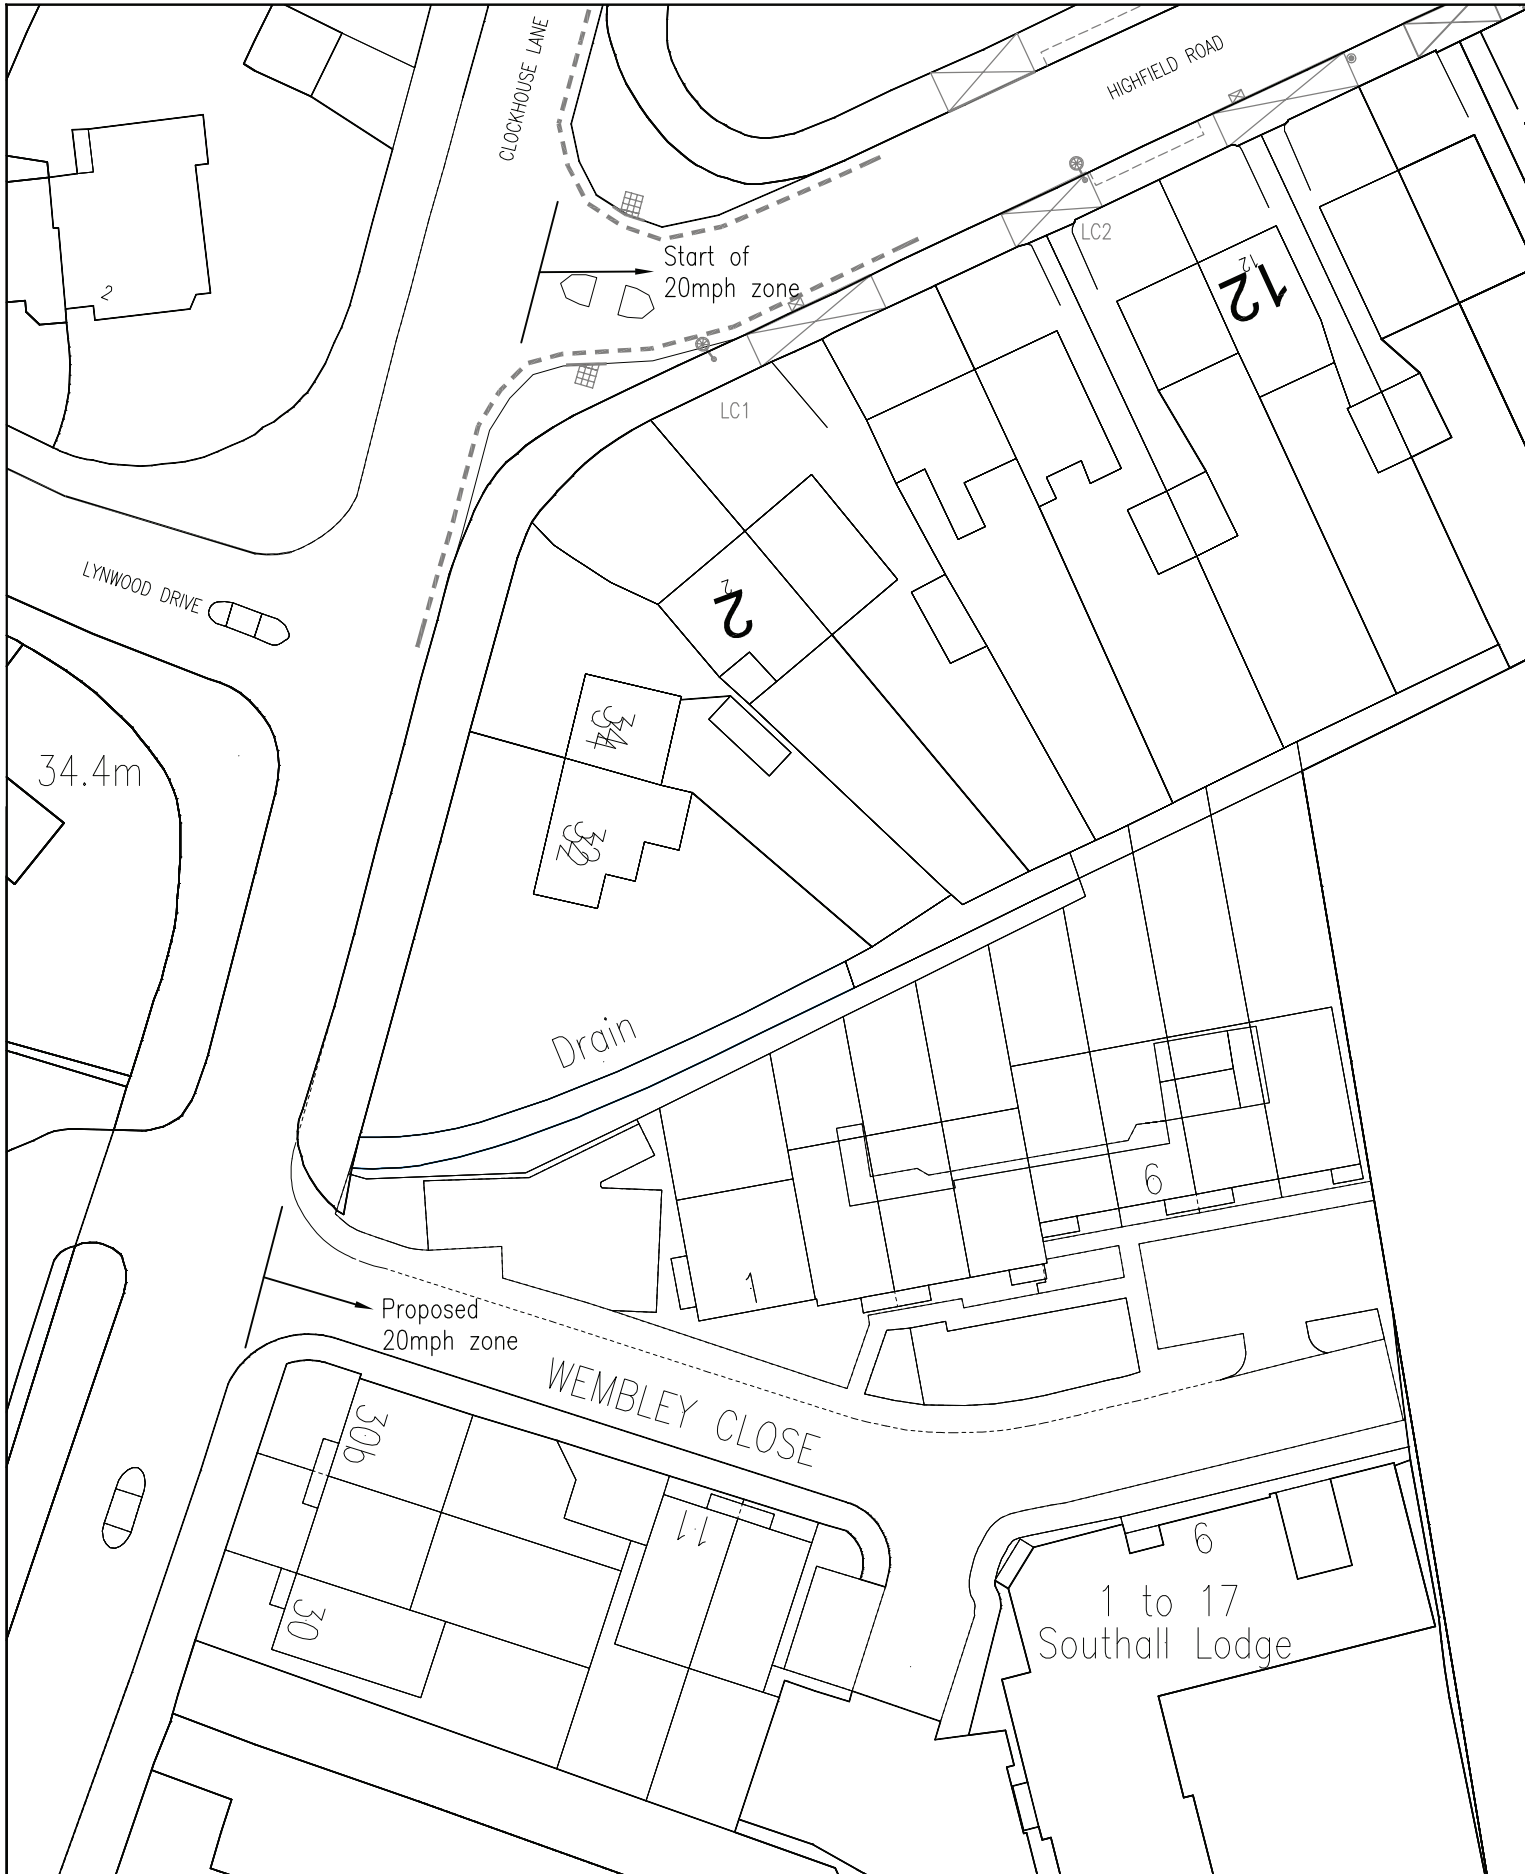 CLOCKHOUSE LANE
HIGHFIELD ROAD
LC2
Start of
20mph zone
12
12
2
LC1
LYNWOOD DRIVE
2
2
34
34.4m
32
Drain
6
1
Proposed
20mph zone
WEMBLEY CLOSE
30b
11
6
30
1 to 17
Southall Lodge